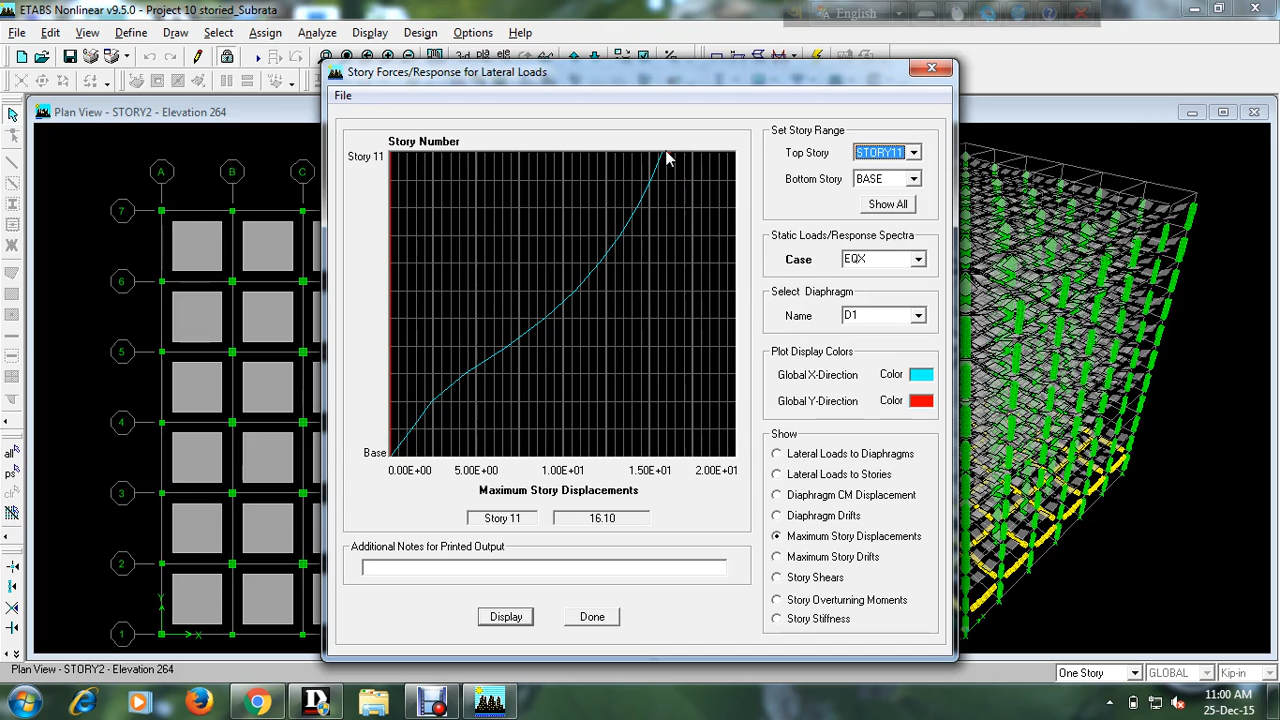 ETABS Nonlinear v9.5.0 - Project 10 storied_Subrata
English
File Edit View Define Draw Select Assign Analyze Display Design Options Help
Plan View - STORY2 - Elevation 264
Story Forces/Response for Lateral Loads
File
Story Number
Story 11
Base
0.00E+00 5.00E+00 1.00E+01 1.50E+01 2.00E+01
Maximum Story Displacements
Story 11 16.10
Additional Notes for Printed Output
Display Done
Set Story Range
Top Story STORY11
Bottom Story BASE
Show All
Static Loads/Response Spectra
Case EQX
Select Diaphragm
Name D1
Plot Display Colors
Global X-Direction Color
Global Y-Direction Color
Show
Lateral Loads to Diaphragms
Lateral Loads to Stories
Diaphragm CM Displacement
Diaphragm Drifts
Maximum Story Displacements
Maximum Story Drifts
Story Shears
Story Overturning Moments
Story Stiffness
A B C
7
6
5
4
3
2
1
Y
X
all
ps
clr
Plan View - STORY2 - Elevation 264
One Story GLOBAL Kip-in
11:00 AM
25-Dec-15